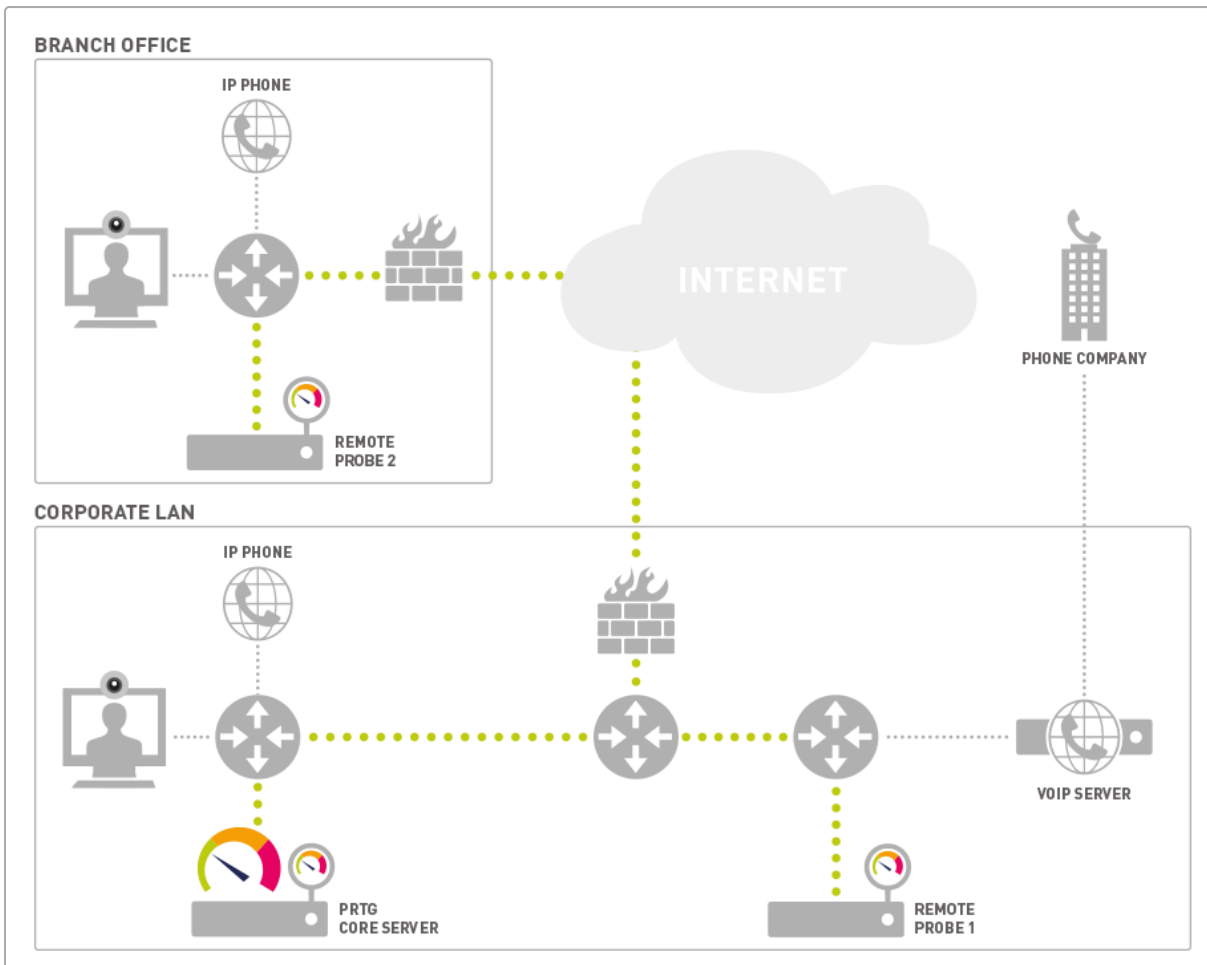 BRANCH OFFICE
IP PHONE
INTERNET
PHONE COMPANY
REMOTE
PROBE 2
CORPORATE LAN
IP PHONE
VOIP SERVER
PRTG
CORE SERVER
REMOTE
PROBE 1